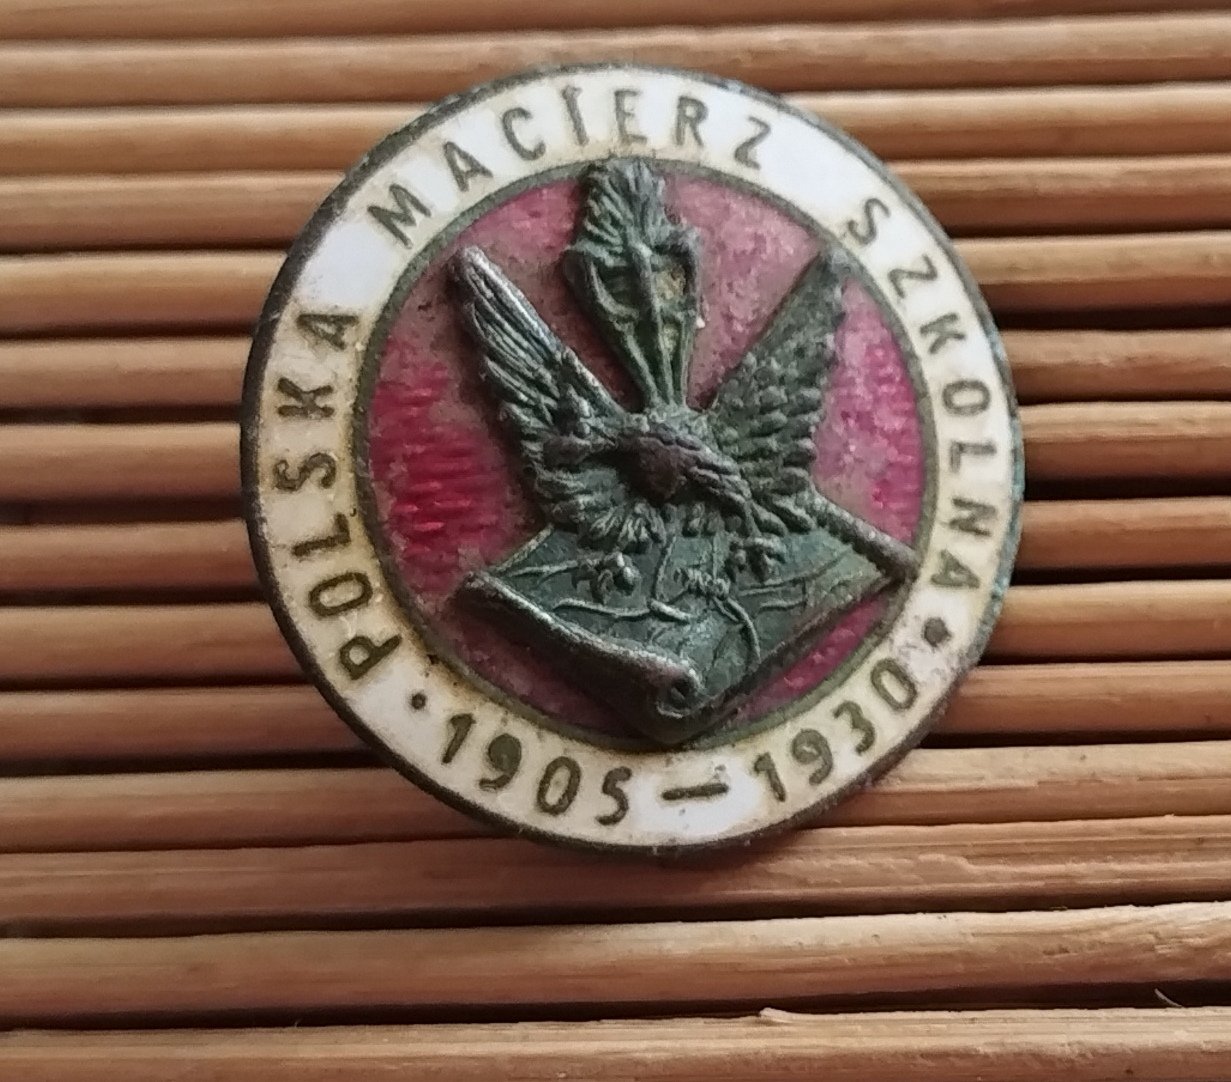 POLSKA MACIERZ SZKOLNA
• 1905 — 1930 •